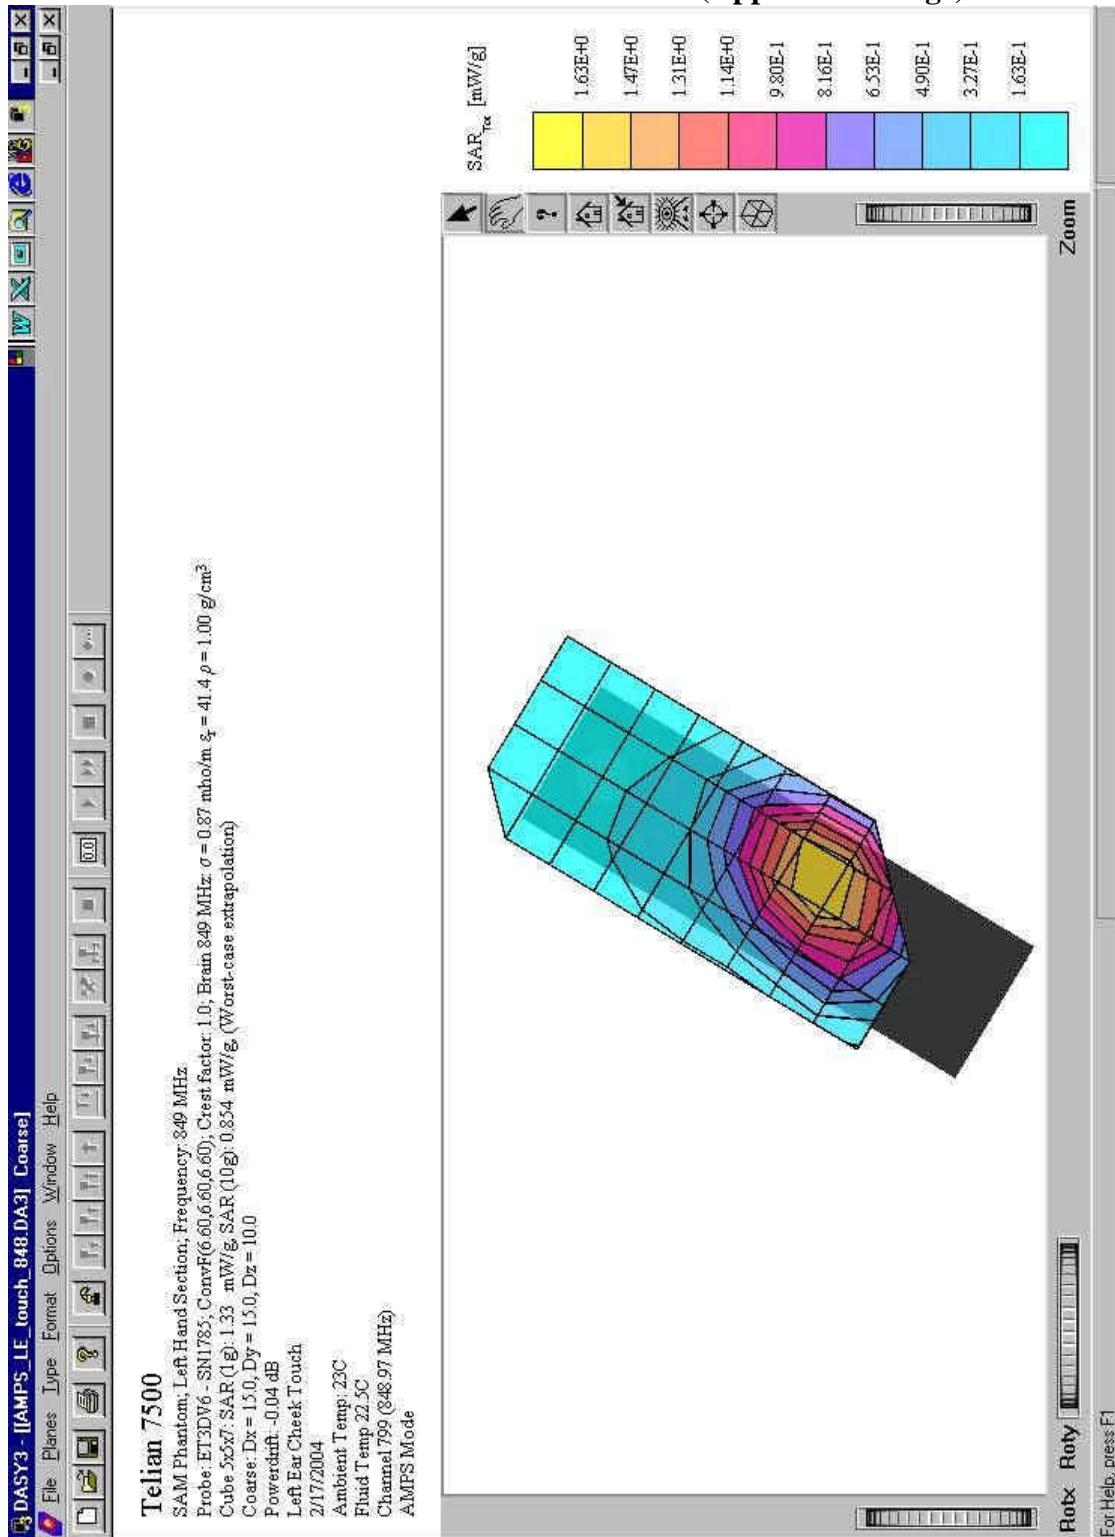 DASY3 - [[AMPS_LE_touch_848.DA3] Coarse]
File Planes Type Format Options Window Help
Telian 7500
SAM Phantom; Left Hand Section; Frequency: 849 MHz
Probe: ET3DV6 - SN1785; ConvF(6.60,6.60,6.60); Crest factor: 1.0; Brain 849 MHz: σ = 0.87 mho/m εr = 41.4 ρ = 1.00 g/cm³
Cube 5x5x7: SAR (1g): 1.33 mW/g, SAR (10g): 0.854 mW/g, (Worst-case extrapolation)
Coarse: Dx = 15.0, Dy = 15.0, Dz = 10.0
Powerdrift: -0.04 dB
Left Ear Cheek Touch
2/17/2004
Ambient Temp: 23C
Fluid Temp 22.5C
Channel 799 (848.97 MHz)
AMPS Mode
SAR Tot [mW/g]
1.63E+0
1.47E+0
1.31E+0
1.14E+0
9.80E-1
8.16E-1
6.53E-1
4.90E-1
3.27E-1
1.63E-1
Rotx Roty Zoom
For Help, press F1